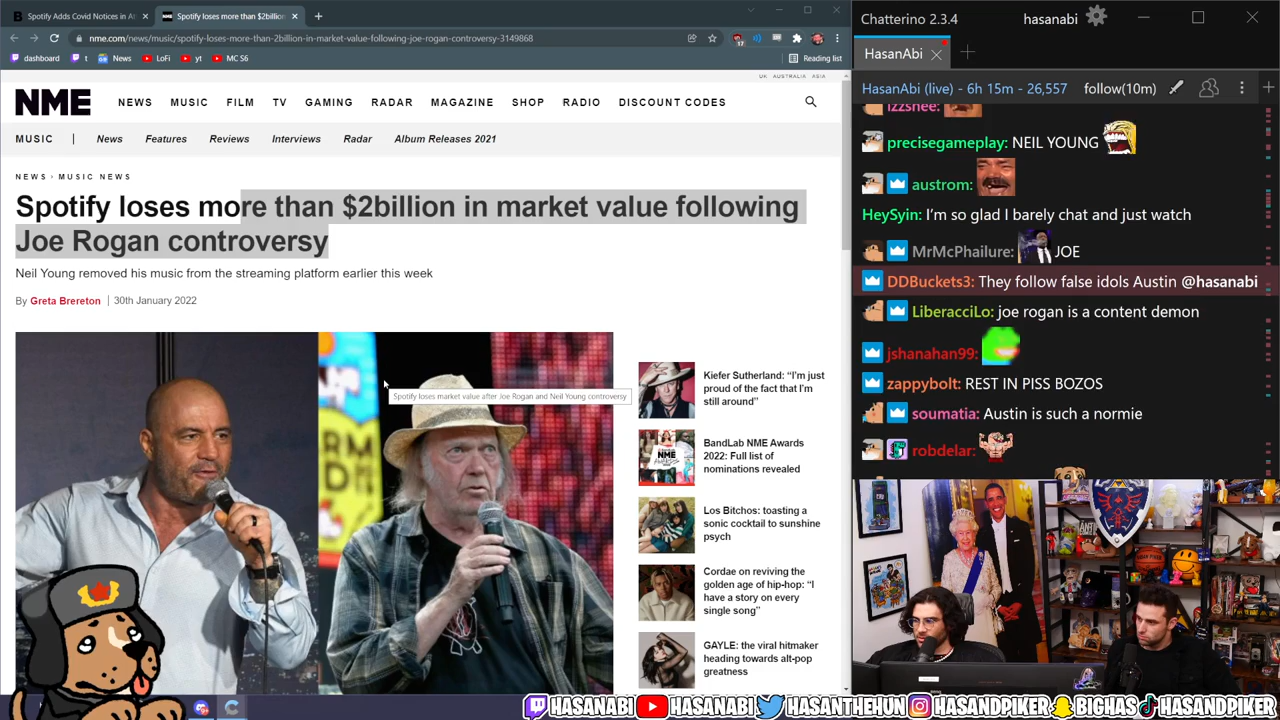 Spotify Adds Covid Notices in At
Spotify loses more than $2billion
nme.com/news/music/spotify-loses-more-than-2billion-in-market-value-following-joe-rogan-controversy-3149868
17
dashboard
t
News
LoFi
yt
MC S6
Reading list
UK AUSTRALIA ASIA
NME
NEWS MUSIC FILM TV GAMING RADAR MAGAZINE SHOP RADIO DISCOUNT CODES
MUSIC | News Features Reviews Interviews Radar Album Releases 2021
NEWS › MUSIC NEWS
Spotify loses more than $2billion in market value following
Joe Rogan controversy
Neil Young removed his music from the streaming platform earlier this week
By Greta Brereton | 30th January 2022
Spotify loses market value after Joe Rogan and Neil Young controversy
Kiefer Sutherland: “I’m just
proud of the fact that I’m
still around”
BandLab NME Awards
2022: Full list of
nominations revealed
Los Bitchos: toasting a
sonic cocktail to sunshine
psych
Cordae on reviving the
golden age of hip-hop: “I
have a story on every
single song”
GAYLE: the viral hitmaker
heading towards alt-pop
greatness
Chatterino 2.3.4
hasanabi
HasanAbi
HasanAbi (live) - 6h 15m - 26,557
follow(10m)
izzshee:
precisegameplay: NEIL YOUNG
austrom:
HeySyin: I’m so glad I barely chat and just watch
MrMcPhailure: JOE
DDBuckets3: They follow false idols Austin @hasanabi
LiberacciLo: joe rogan is a content demon
jshanahan99:
zappybolt: REST IN PISS BOZOS
soumatia: Austin is such a normie
robdelar:
HASANABI HASANABI HASANTHEHUN HASANDPIKER BIGHAS HASANDPIKER